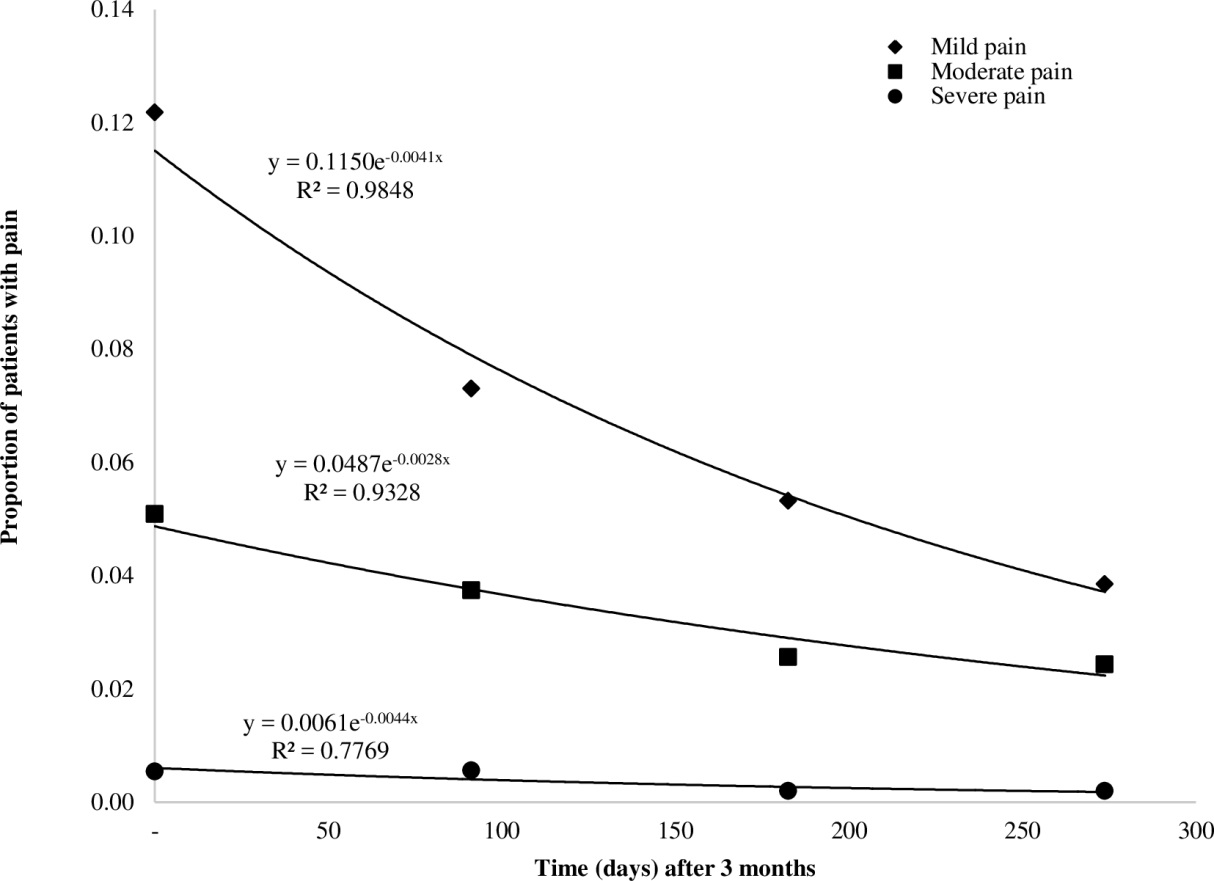 0.14
0.12
0.10
0.08
0.06
0.04
0.02
0.00
Proportion of patients with pain
Mild pain
Moderate pain
Severe pain
y = 0.1150e-0.0041x
R² = 0.9848
y = 0.0487e-0.0028x
R² = 0.9328
y = 0.0061e-0.0044x
R² = 0.7769
- 50 100 150 200 250 300
Time (days) after 3 months